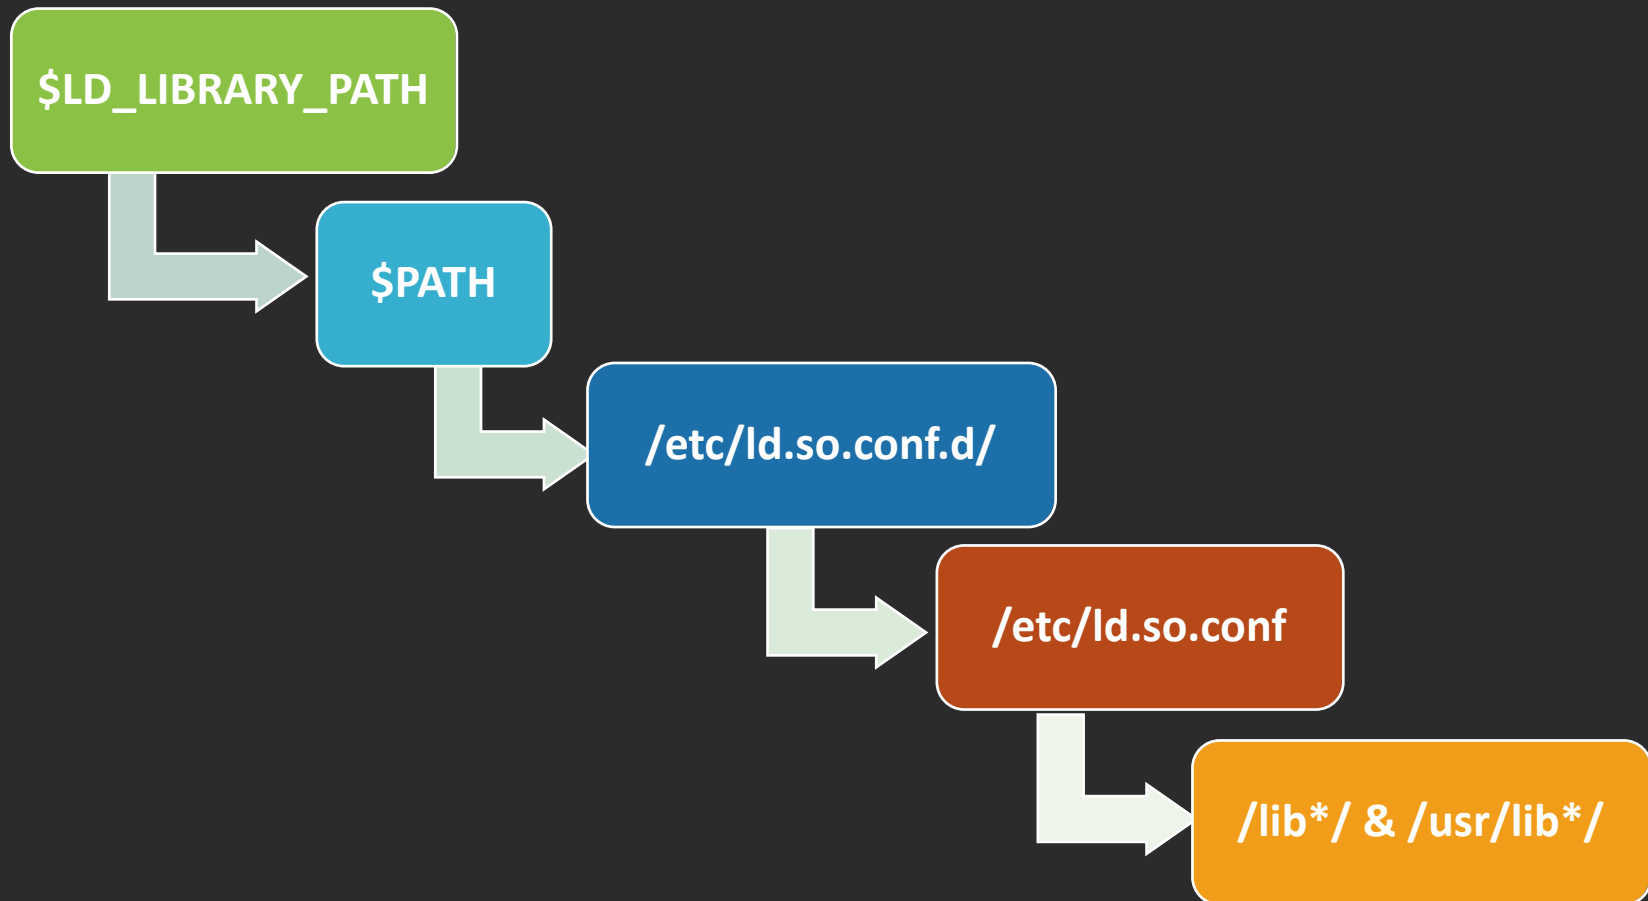 $LD_LIBRARY_PATH
$PATH
/etc/ld.so.conf.d/
/etc/ld.so.conf
/lib*/ & /usr/lib*/